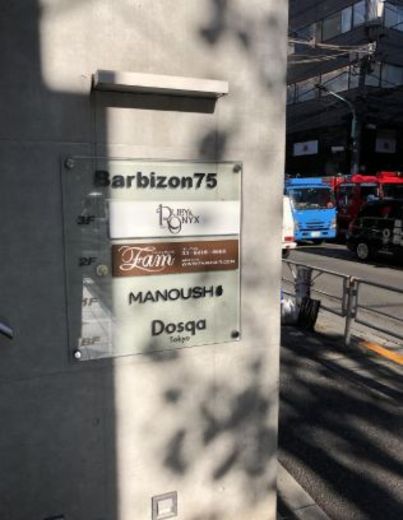 Barbizon75
3F RUBY& ONYX
2F Fam
1F MANOUSH
BF Dosqa
Tokyo